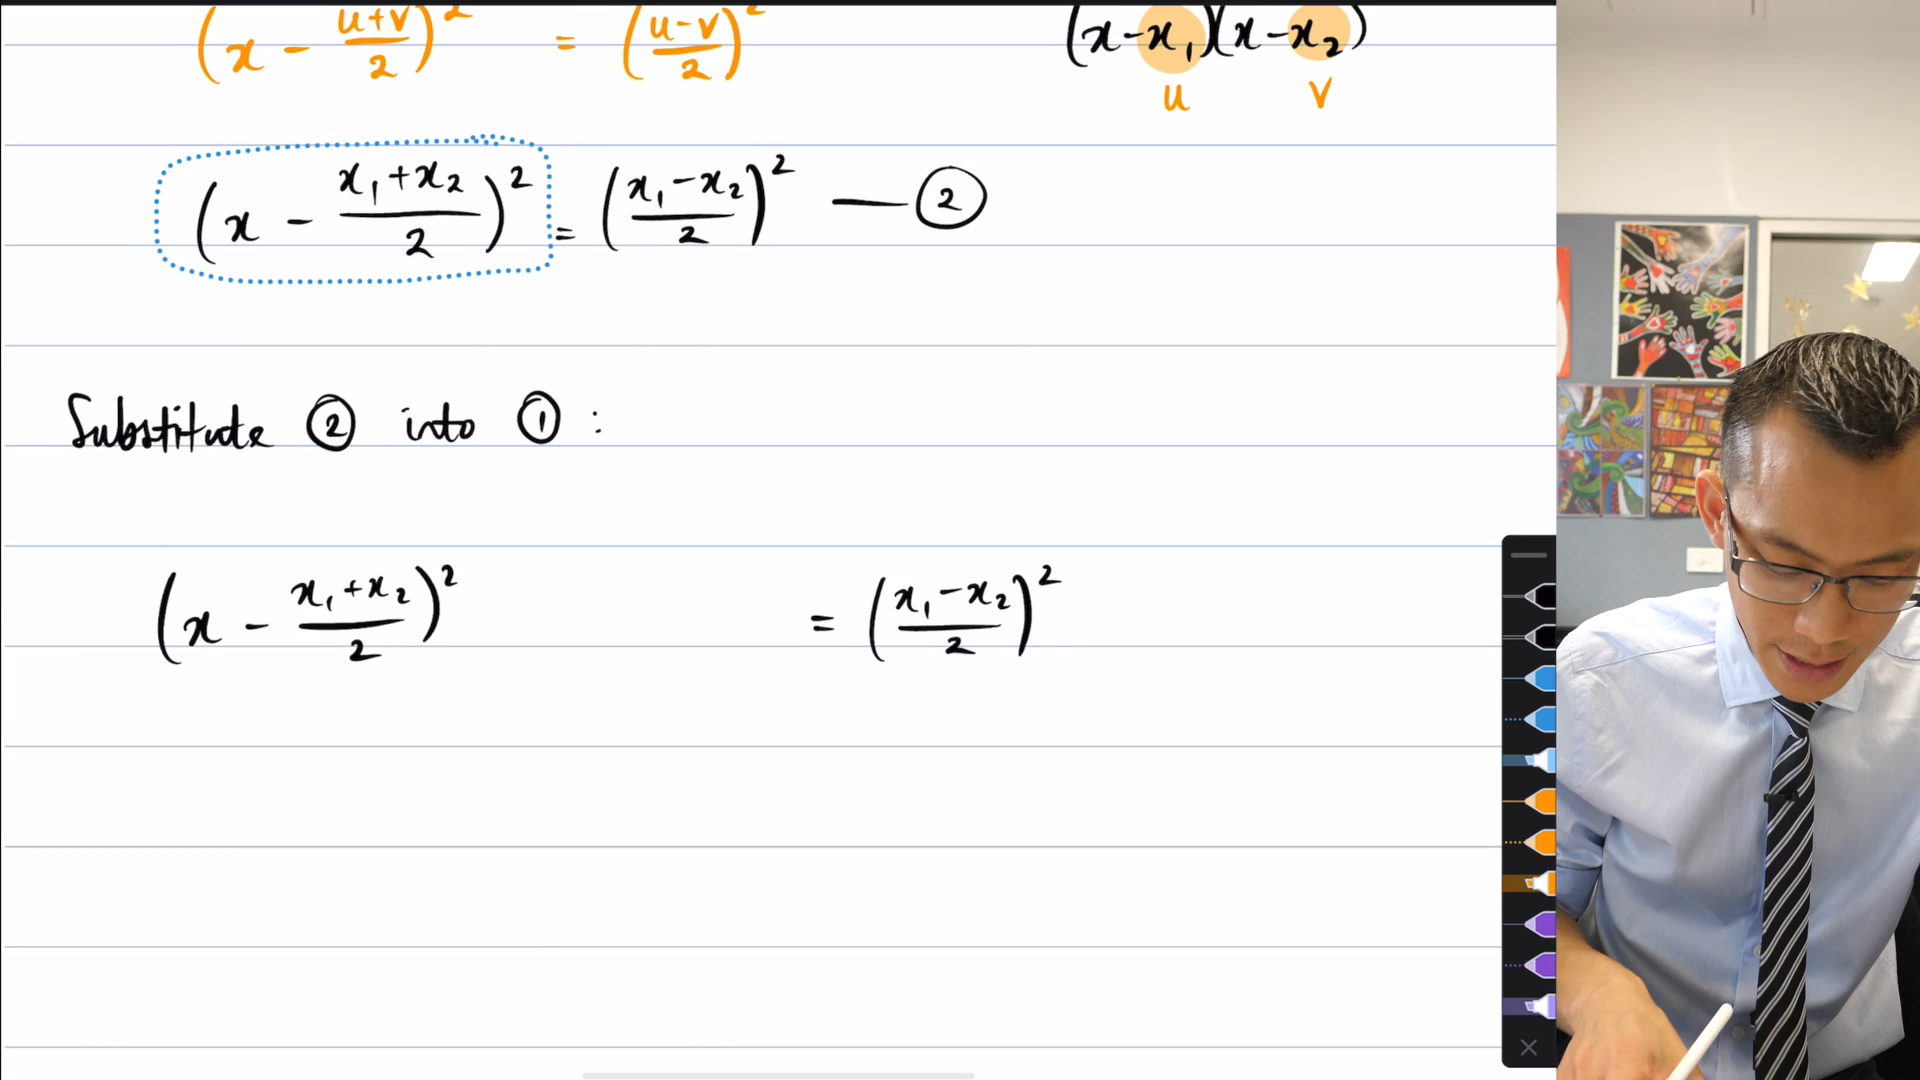 (x - (u+v)/2)² = ((u-v)/2)²
(x-x₁)(x-x₂)
u v
(x - (x₁+x₂)/2)² = ((x₁-x₂)/2)² — ②
Substitute ② into ① :
(x - (x₁+x₂)/2)² = ((x₁-x₂)/2)²